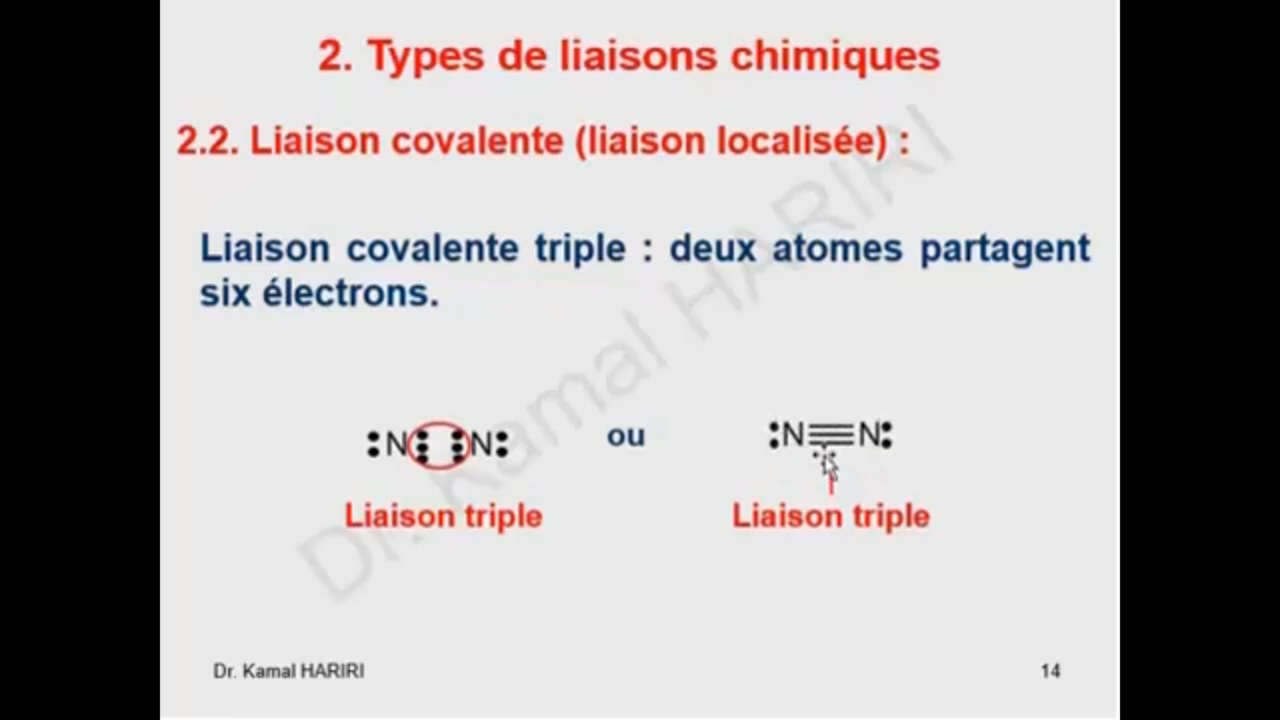 2. Types de liaisons chimiques
2.2. Liaison covalente (liaison localisée) :
Liaison covalente triple : deux atomes partagent
six électrons.
:N⋮ ⋮N: ou :N≡N:
Liaison triple Liaison triple
Dr. Kamal HARIRI
Dr. Kamal HARIRI 14